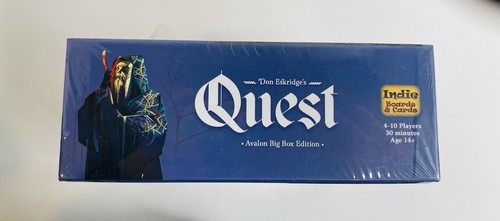 Don Eskridge's
Quest
• Avalon Big Box Edition •
Indie
Boards
& Cards
4-10 Players
30 minutes
Age 14+